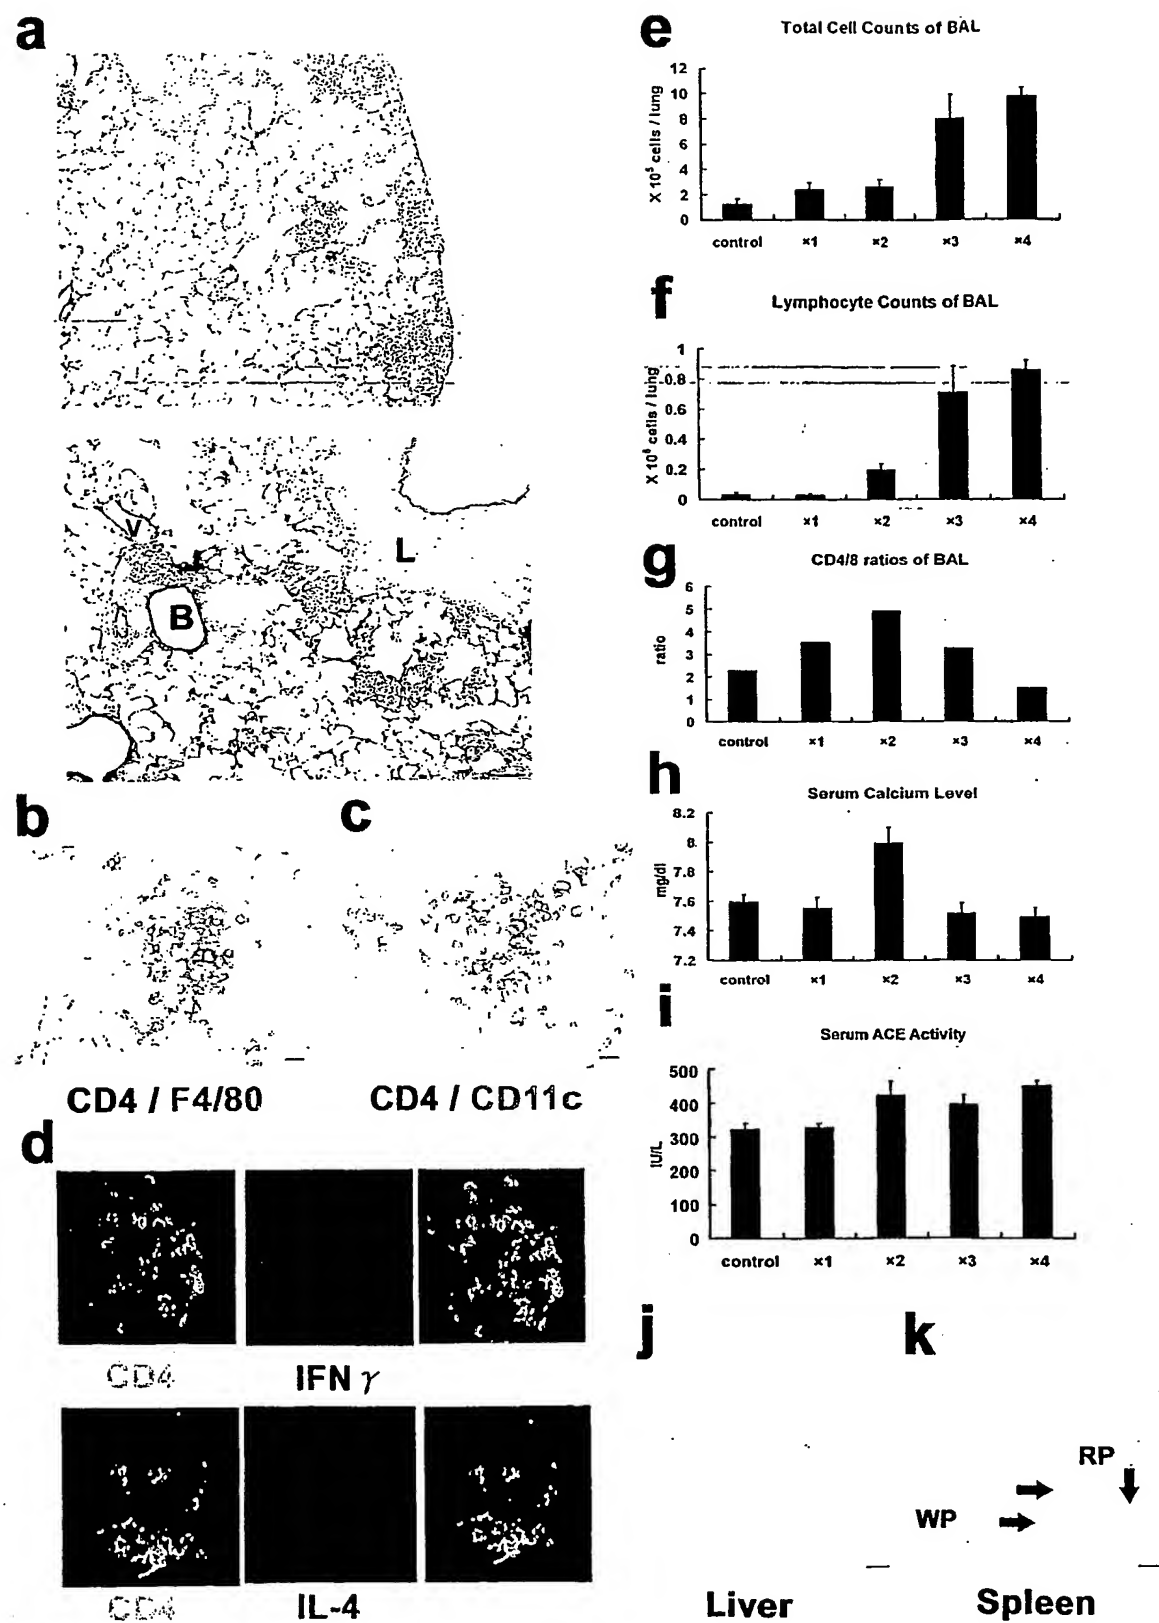 a
V
L
B
b
c
CD4 / F4/80
CD4 / CD11c
d
CD4
IFN γ
CD4
IL-4
e
Total Cell Counts of BAL
12
10
8
6
4
2
0
control
×1
×2
×3
×4
f
Lymphocyte Counts of BAL
X 10⁵ cells / lung
1
0.8
0.6
0.4
0.2
0
control
×1
×2
×3
×4
g
CD4/8 ratios of BAL
ratio
6
5
4
3
2
1
0
control
×1
×2
×3
×4
h
Serum Calcium Level
mg/dl
8.2
8.
7.8
7.6
7.4
7.2
control
×1
×2
×3
×4
i
Serum ACE Activity
IU/L
500
400
300
200
100
0
control
×1
×2
×3
×4
j
Liver
k
RP
WP
Spleen